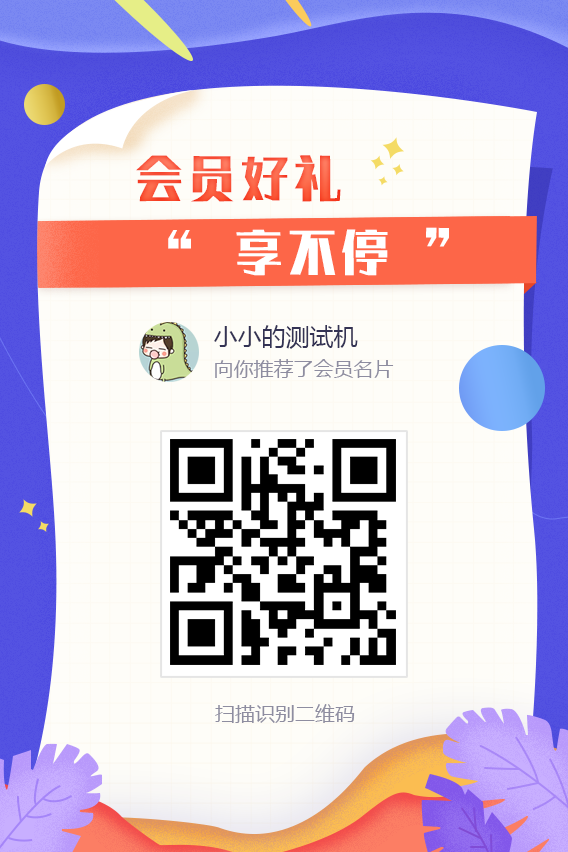 会员好礼
“ 享不停 ”
小小的测试机
向你推荐了会员名片
扫描识别二维码